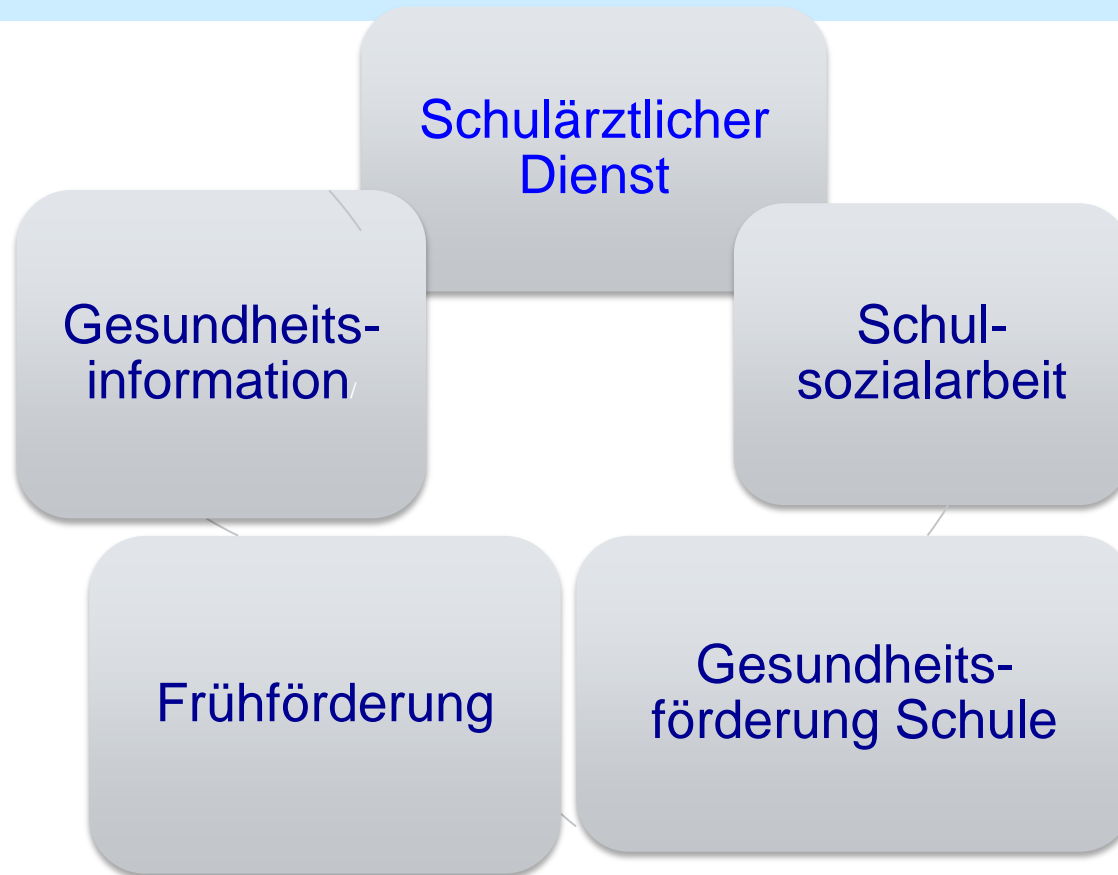 Schulärztlicher
Dienst
Gesundheits-
information/
Schul-
sozialarbeit
Frühförderung
Gesundheits-
förderung Schule